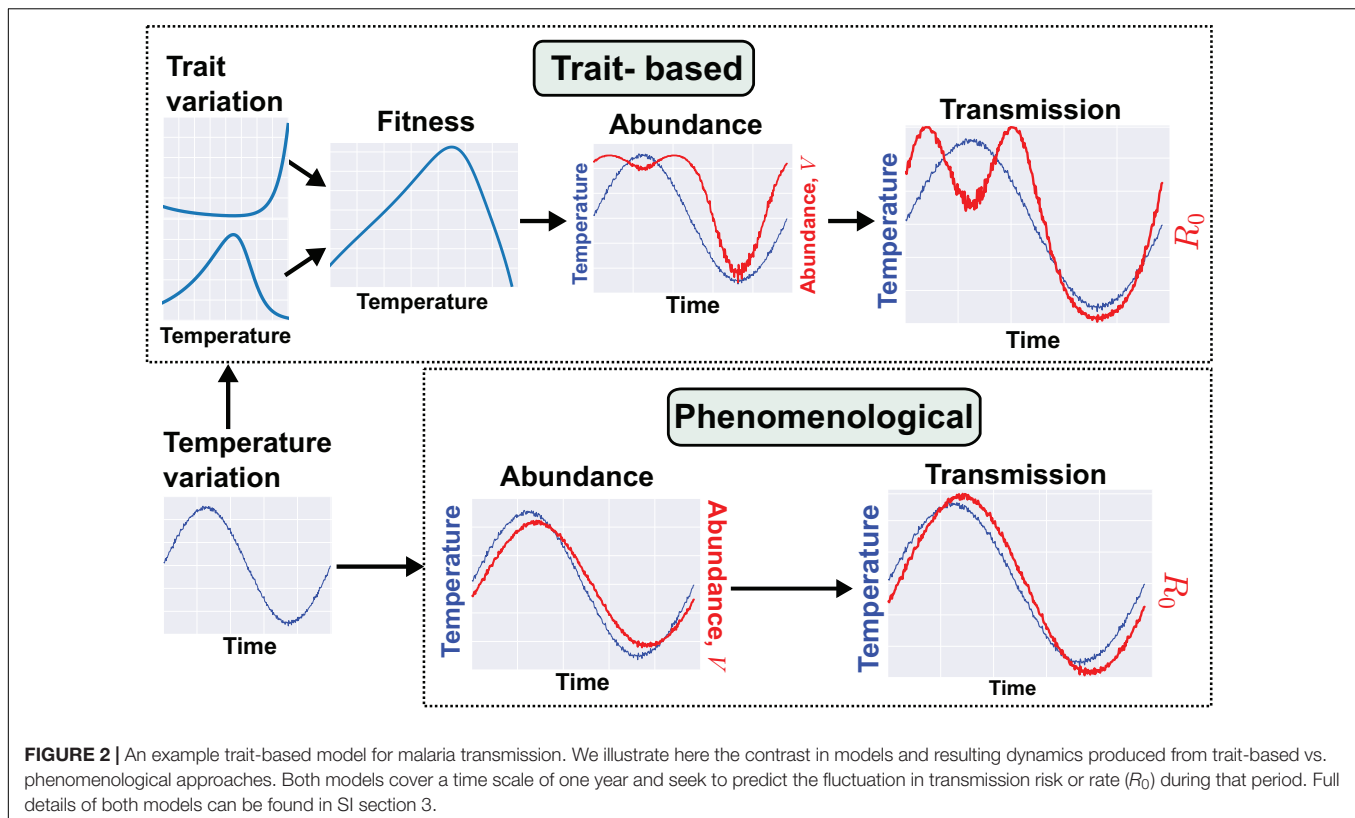 Trait- based
Trait
variation
Temperature
Fitness
Temperature
Abundance
Temperature
Abundance, V
Time
Transmission
Temperature
R0
Time
Temperature
variation
Time
Phenomenological
Abundance
Temperature
Abundance, V
Time
Transmission
Temperature
R0
Time
FIGURE 2 | An example trait-based model for malaria transmission. We illustrate here the contrast in models and resulting dynamics produced from trait-based vs.
phenomenological approaches. Both models cover a time scale of one year and seek to predict the fluctuation in transmission risk or rate (R0) during that period. Full
details of both models can be found in SI section 3.